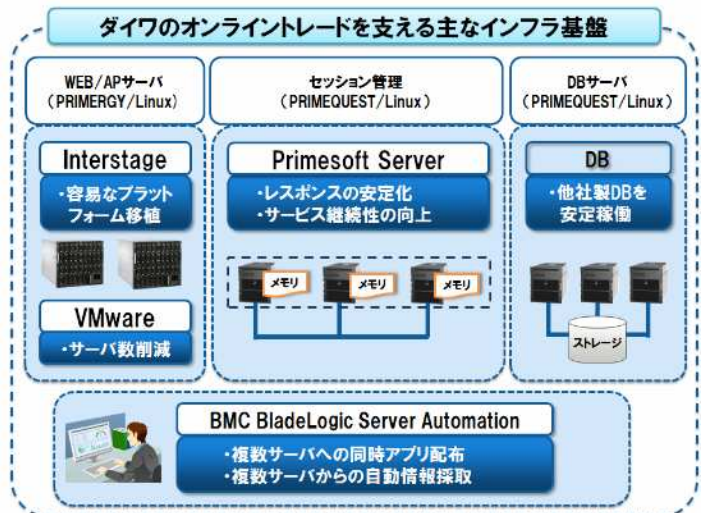 ダイワのオンライントレードを支える主なインフラ基盤
WEB/APサーバ
(PRIMERGY/Linux)
Interstage
・容易なプラット
フォーム移植
VMware
・サーバ数削減
セッション管理
(PRIMEQUEST/Linux)
Primesoft Server
・レスポンスの安定化
・サービス継続性の向上
メモリ
メモリ
メモリ
DBサーバ
(PRIMEQUEST/Linux)
DB
・他社製DBを
安定稼働
ストレージ
BMC BladeLogic Server Automation
・複数サーバへの同時アプリ配布
・複数サーバからの自動情報採取